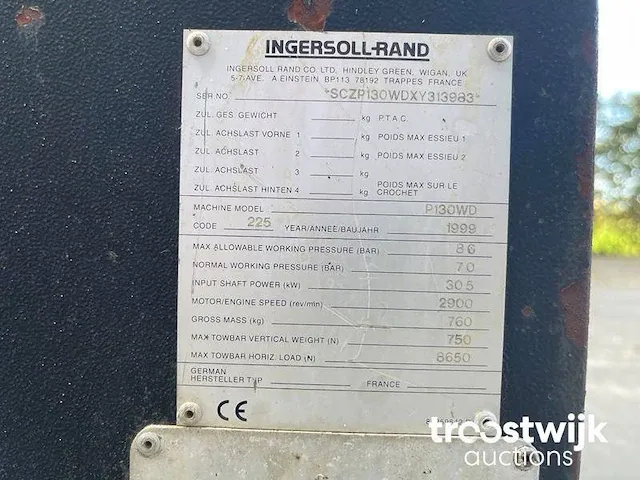 INGERSOLL-RAND
INGERSOLL RAND CO. LTD, HINDLEY GREEN, WIGAN, UK
5-7 AVE. A EINSTEIN BP113 78192 TRAPPES FRANCE
SER NO *SCZP130WDXY313983*
ZUL. GES. GEWICHT kg P.T.A.C.
ZUL. ACHSLAST VORNE 1 kg POIDS MAX ESSIEU 1
ZUL. ACHSLAST 2 kg POIDS MAX ESSIEU 2
ZUL. ACHSLAST 3 kg
ZUL. ACHSLAST HINTEN 4 kg POIDS MAX SUR LE CROCHET
MACHINE MODEL P130WD
CODE 225 YEAR/ANNEE/BAUJAHR 1999
MAX ALLOWABLE WORKING PRESSURE (BAR) 8.6
NORMAL WORKING PRESSURE (BAR) 7.0
INPUT SHAFT POWER (kW) 30.5
MOTOR/ENGINE SPEED (rev/min) 2900
GROSS MASS (kg) 760
MAX TOWBAR VERTICAL WEIGHT (N) 750
MAX TOWBAR HORIZ. LOAD (N) 8650
GERMAN
HERSTELLER TYP FRANCE
CE
troostwijk
auctions